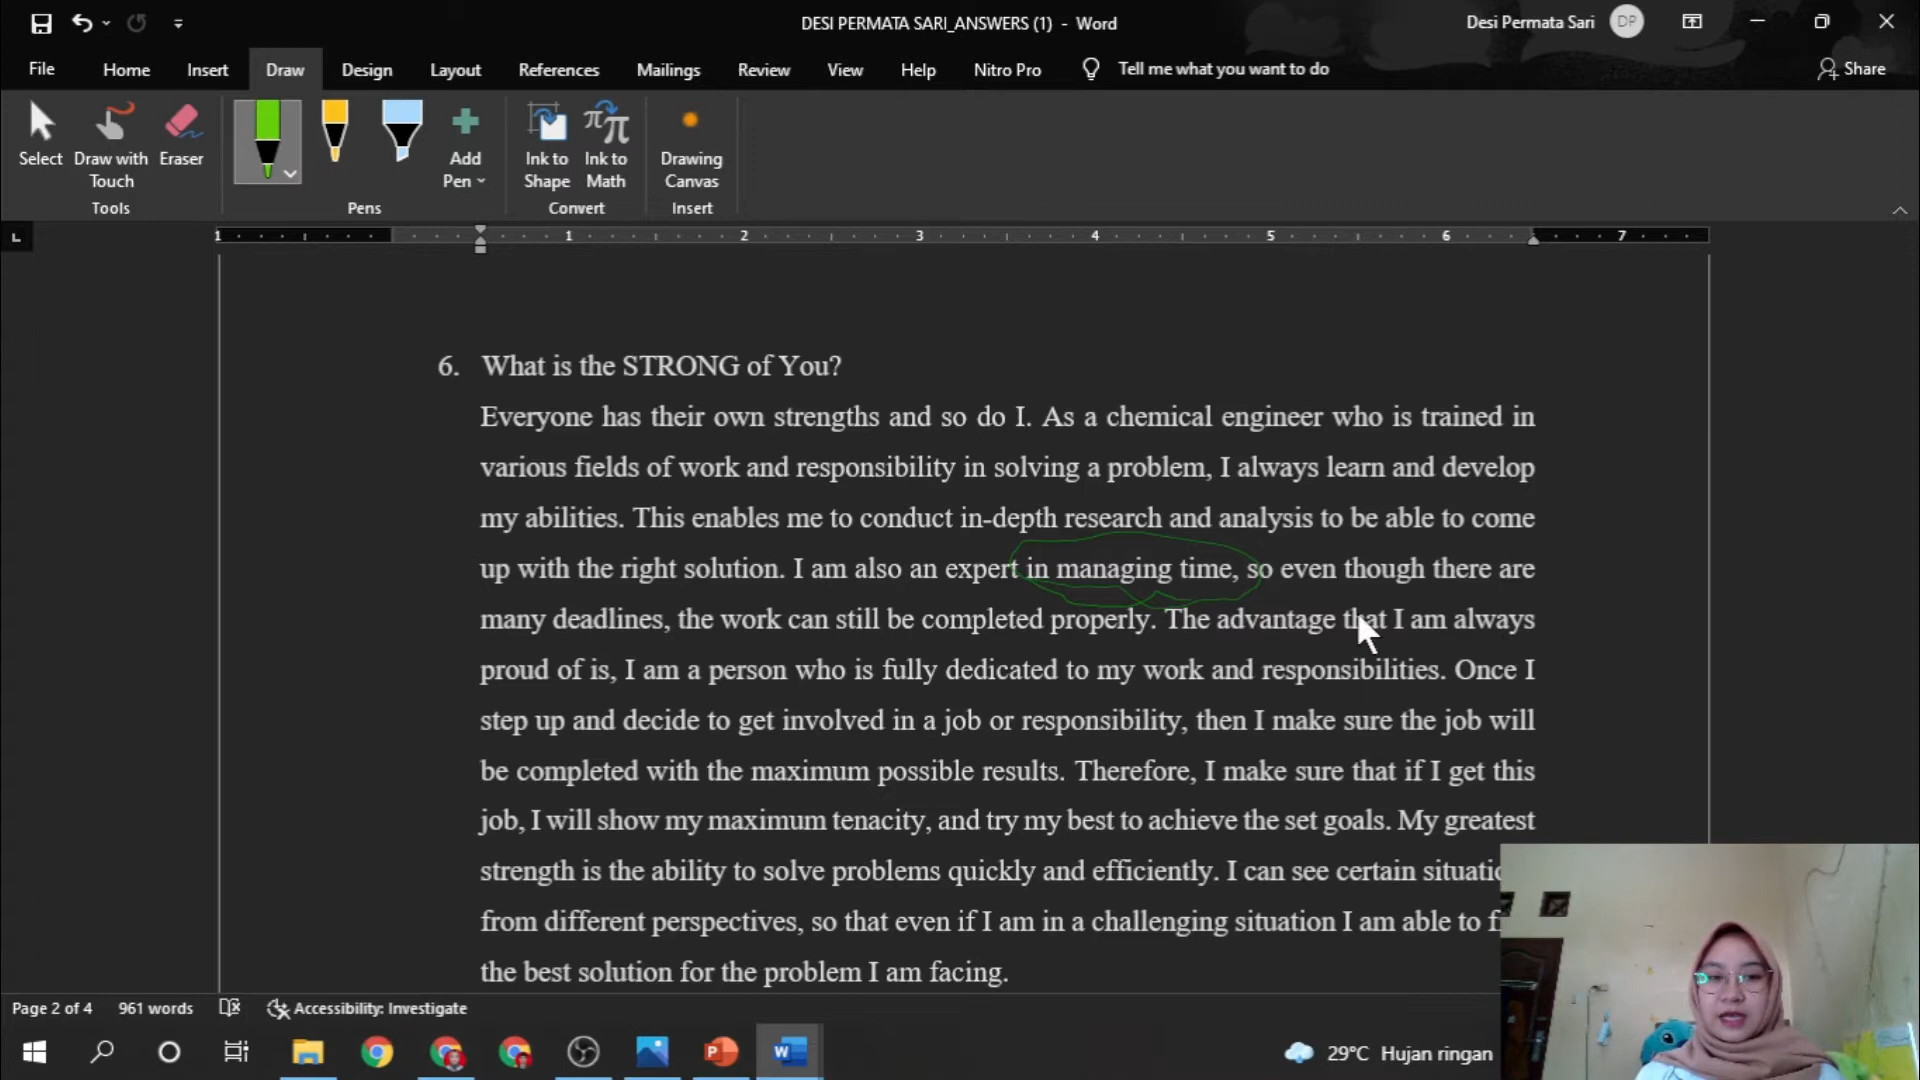 DESI PERMATA SARI_ANSWERS (1) - Word
Desi Permata Sari
DP
File Home Insert Draw Design Layout References Mailings Review View Help Nitro Pro Tell me what you want to do Share
Select
Draw with Touch
Eraser
Add Pen
Ink to Shape
Ink to Math
Drawing Canvas
Tools
Pens
Convert
Insert
1 1 2 3 4 5 6 7
6. What is the STRONG of You?
Everyone has their own strengths and so do I. As a chemical engineer who is trained in
various fields of work and responsibility in solving a problem, I always learn and develop
my abilities. This enables me to conduct in-depth research and analysis to be able to come
up with the right solution. I am also an expert in managing time, so even though there are
many deadlines, the work can still be completed properly. The advantage that I am always
proud of is, I am a person who is fully dedicated to my work and responsibilities. Once I
step up and decide to get involved in a job or responsibility, then I make sure the job will
be completed with the maximum possible results. Therefore, I make sure that if I get this
job, I will show my maximum tenacity, and try my best to achieve the set goals. My greatest
strength is the ability to solve problems quickly and efficiently. I can see certain situatio
from different perspectives, so that even if I am in a challenging situation I am able to f
the best solution for the problem I am facing.
Page 2 of 4 961 words Accessibility: Investigate
29°C Hujan ringan